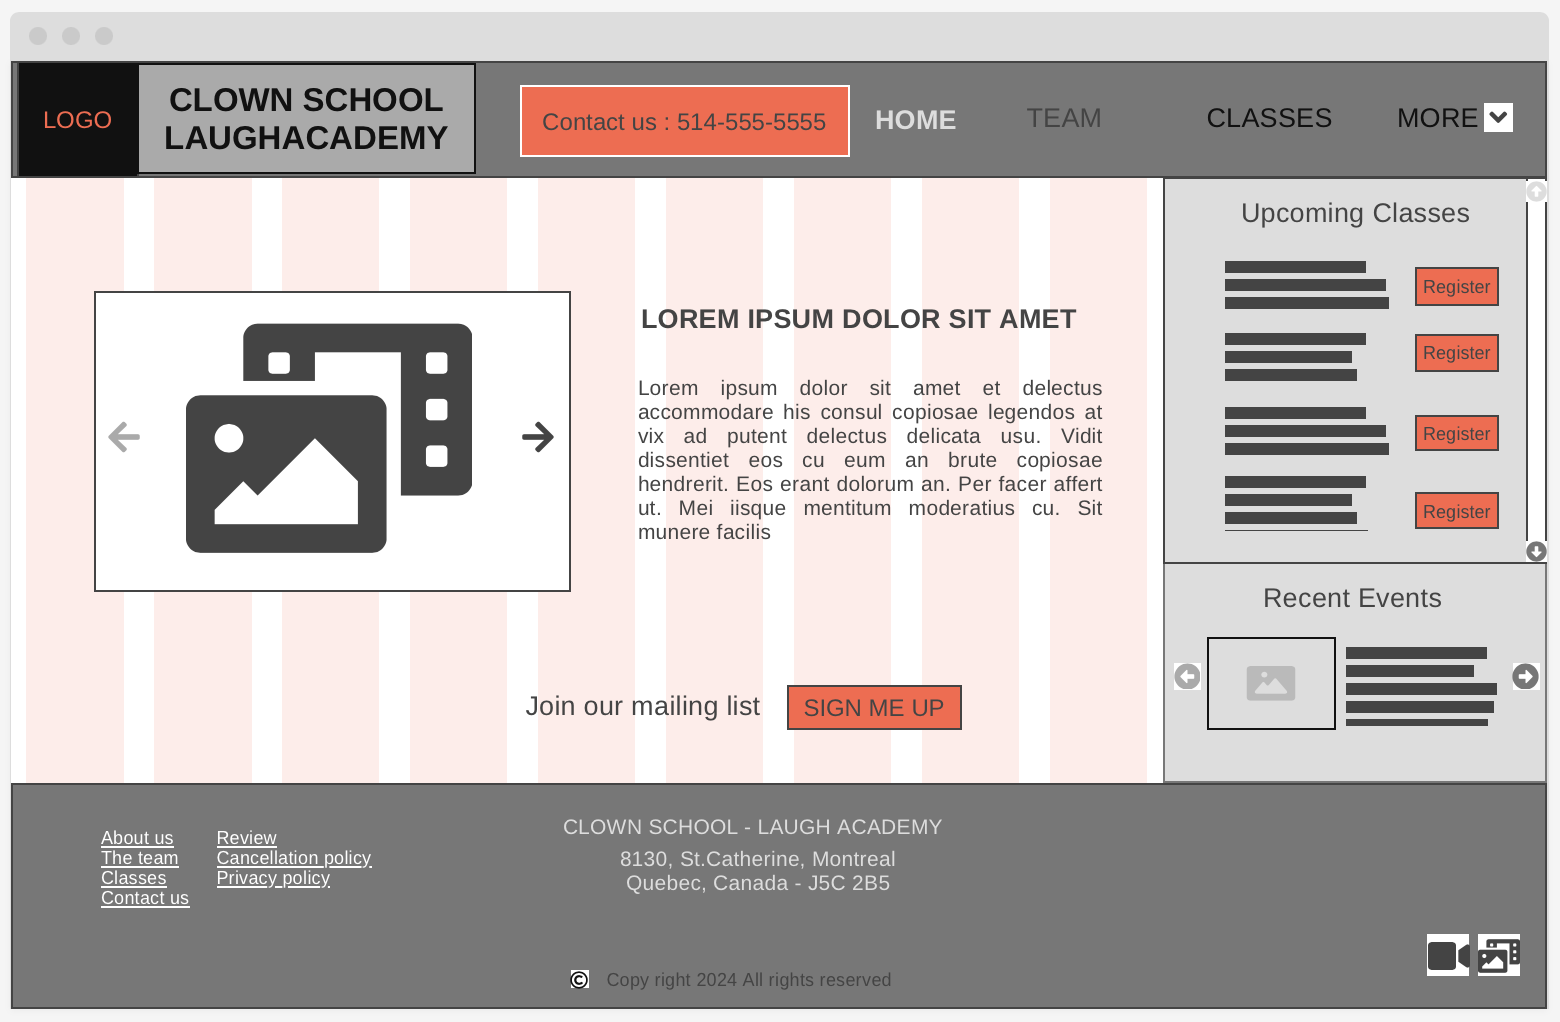 LOGO
CLOWN SCHOOL
LAUGHACADEMY
Contact us : 514-555-5555
HOME
TEAM
CLASSES
MORE
LOREM IPSUM DOLOR SIT AMET
Lorem ipsum dolor sit amet et delectus
accommodare his consul copiosae legendos at
vix ad putent delectus delicata usu. Vidit
dissentiet eos cu eum an brute copiosae
hendrerit. Eos erant dolorum an. Per facer affert
ut. Mei iisque mentitum moderatius cu. Sit
munere facilis
Join our mailing list
SIGN ME UP
Upcoming Classes
Register
Register
Register
Register
Recent Events
About us
The team
Classes
Contact us
Review
Cancellation policy
Privacy policy
CLOWN SCHOOL - LAUGH ACADEMY
8130, St.Catherine, Montreal
Quebec, Canada - J5C 2B5
© Copy right 2024 All rights reserved